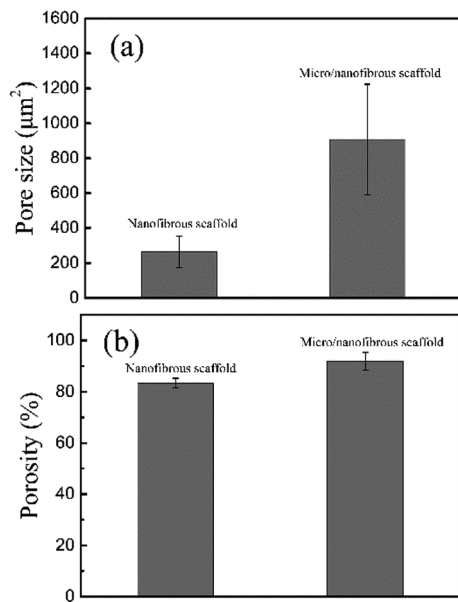 1600
(a)
Micro/nanofibrous scaffold
1400
1200
1000
800
600
400
200
0
Pore size (μm²)
Nanofibrous scaffold
(b)
Micro/nanofibrous scaffold
Nanofibrous scaffold
100
80
60
40
20
0
Porosity (%)